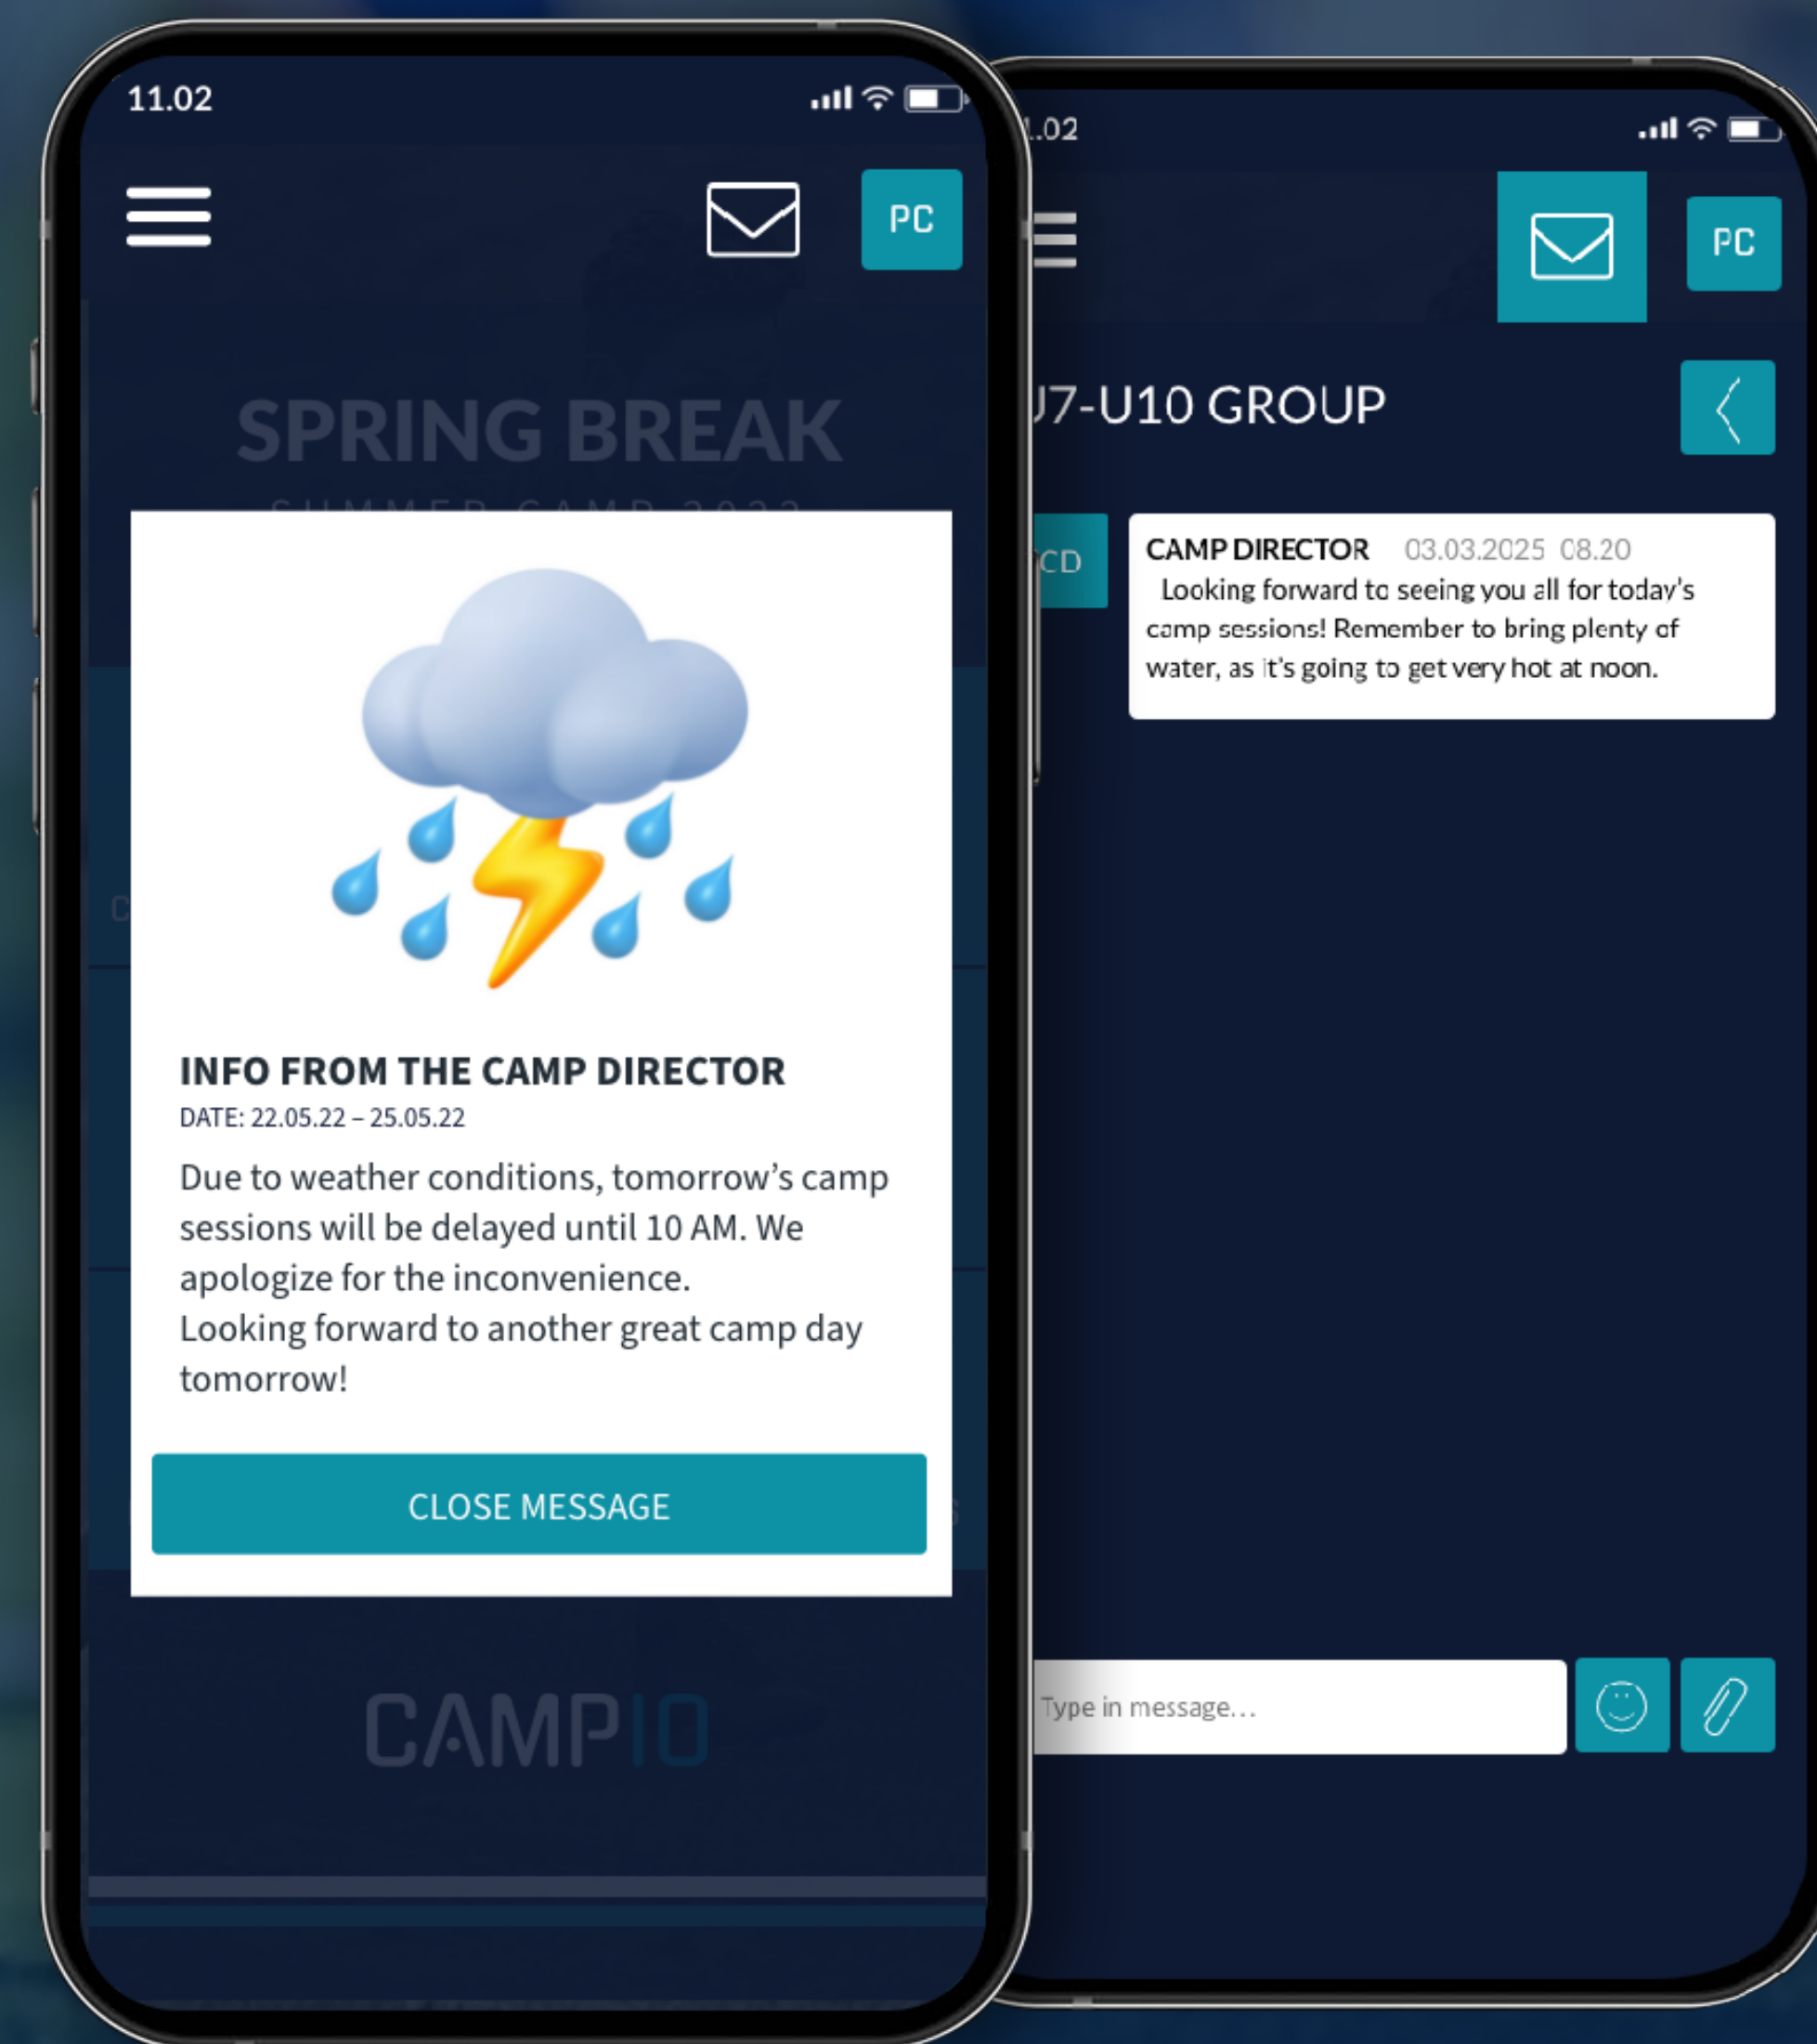 11.02
PC
SPRING BREAK
SUMMER CAMP 2022
INFO FROM THE CAMP DIRECTOR
DATE: 22.05.22 – 25.05.22
Due to weather conditions, tomorrow’s camp
sessions will be delayed until 10 AM. We
apologize for the inconvenience.
Looking forward to another great camp day
tomorrow!
CLOSE MESSAGE
CAMPIO
.02
PC
U7-U10 GROUP
CD
CAMP DIRECTOR 03.03.2025 08.20
Looking forward to seeing you all for today's
camp sessions! Remember to bring plenty of
water, as it's going to get very hot at noon.
Type in message...